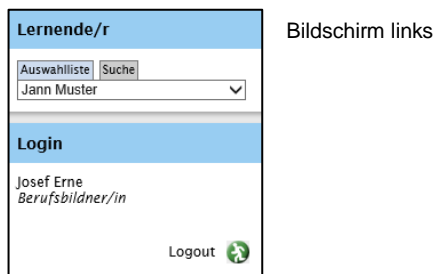 Lernende/r
Bildschirm links
Auswahlliste Suche
Jann Muster
Login
Josef Erne
Berufsbildner/in
Logout